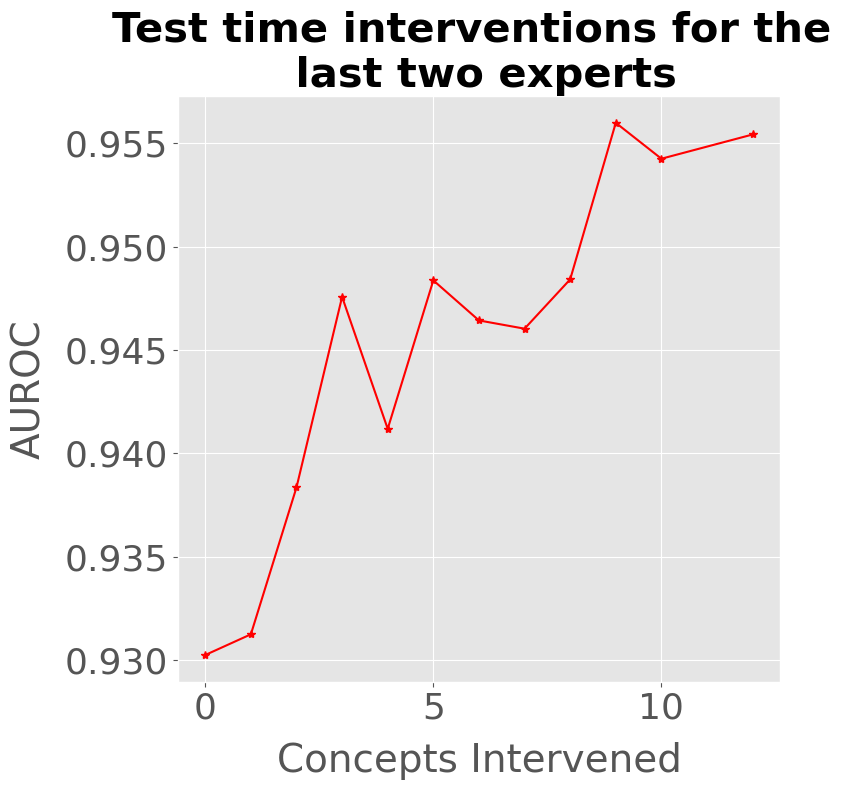 Test time interventions for the
last two experts
0.955
0.950
0.945
0.940
0.935
0.930
AUROC
0
5
10
Concepts Intervened